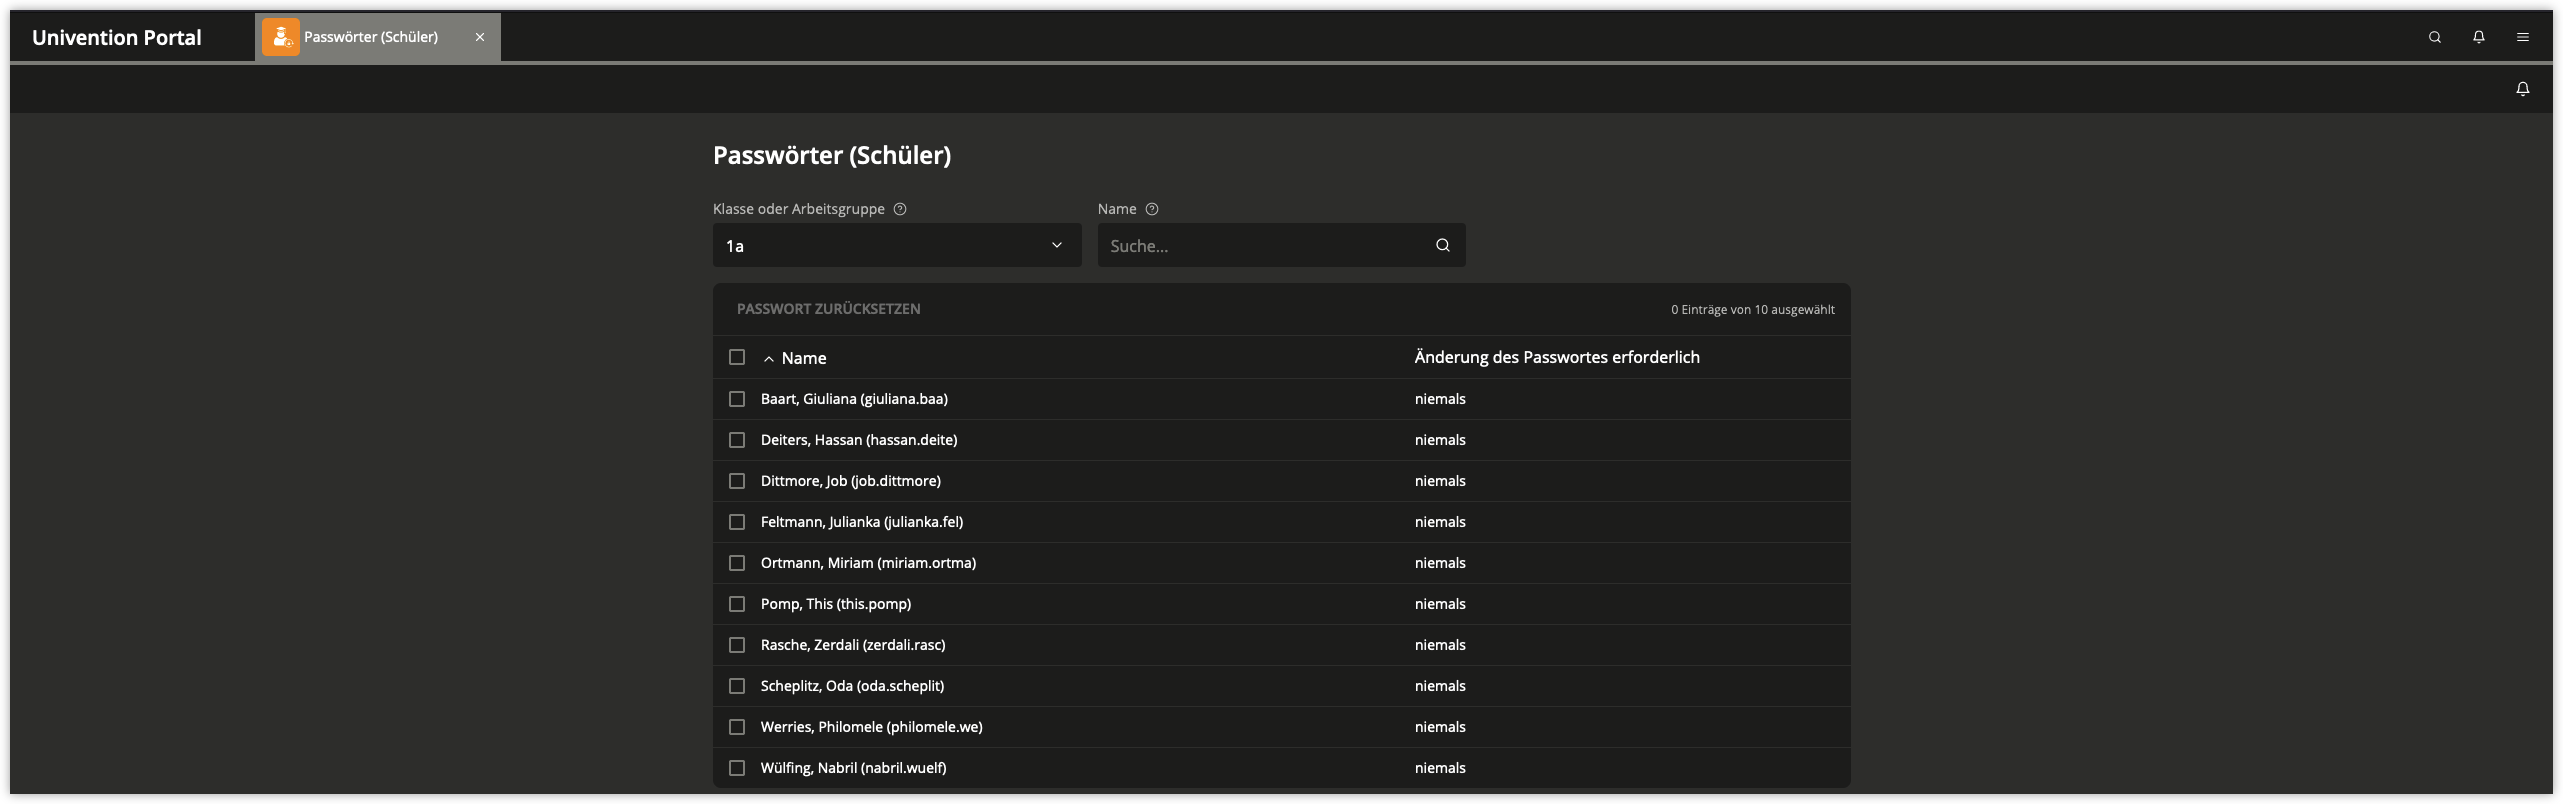 Univention Portal
Passwörter (Schüler)
Passwörter (Schüler)
Klasse oder Arbeitsgruppe
Name
1a
Suche...
PASSWORT ZURÜCKSETZEN
0 Einträge von 10 ausgewählt
Name
Änderung des Passwortes erforderlich
Baart, Giuliana (giuliana.baa) niemals
Deiters, Hassan (hassan.deite) niemals
Dittmore, Job (job.dittmore) niemals
Feltmann, Julianka (julianka.fel) niemals
Ortmann, Miriam (miriam.ortma) niemals
Pomp, This (this.pomp) niemals
Rasche, Zerdali (zerdali.rasc) niemals
Scheplitz, Oda (oda.scheplit) niemals
Werries, Philomele (philomele.we) niemals
Wülfing, Nabril (nabril.wuelf) niemals